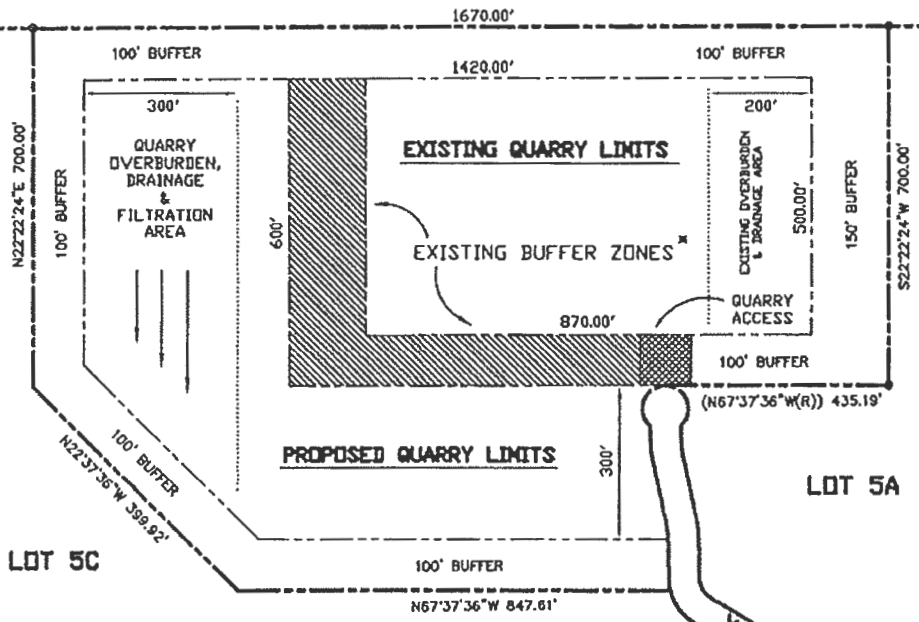 1670.00'
100' BUFFER
100' BUFFER
1420.00'
300'
200'
QUARRY
OVERBURDEN,
DRAINAGE
&
FILTRATION
AREA
EXISTING QUARRY LIMITS
EXISTING OVERBURDEN
& DRAINAGE AREA
500.00'
150' BUFFER
S22°22'24"W 700.00'
N22°22'24"E 700.00'
100' BUFFER
600'
EXISTING BUFFER ZONES*
QUARRY
ACCESS
870.00'
100' BUFFER
(N67°37'36"W(R)) 435.19'
100' BUFFER
N22°37'36"W 399.92'
PROPOSED QUARRY LIMITS
300'
LOT 5A
LOT 5C
100' BUFFER
N67°37'36"W 847.61'